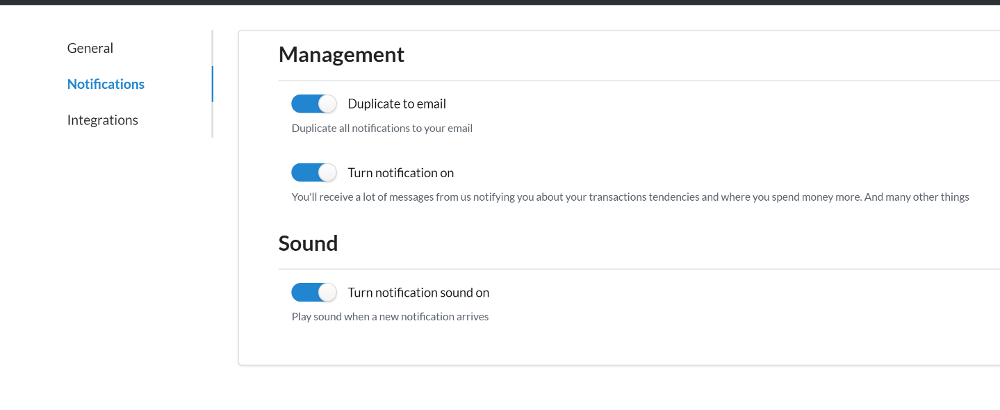 General
Notifications
Integrations
Management
Duplicate to email
Duplicate all notifications to your email
Turn notification on
You'll receive a lot of messages from us notifying you about your transactions tendencies and where you spend money more. And many other things
Sound
Turn notification sound on
Play sound when a new notification arrives